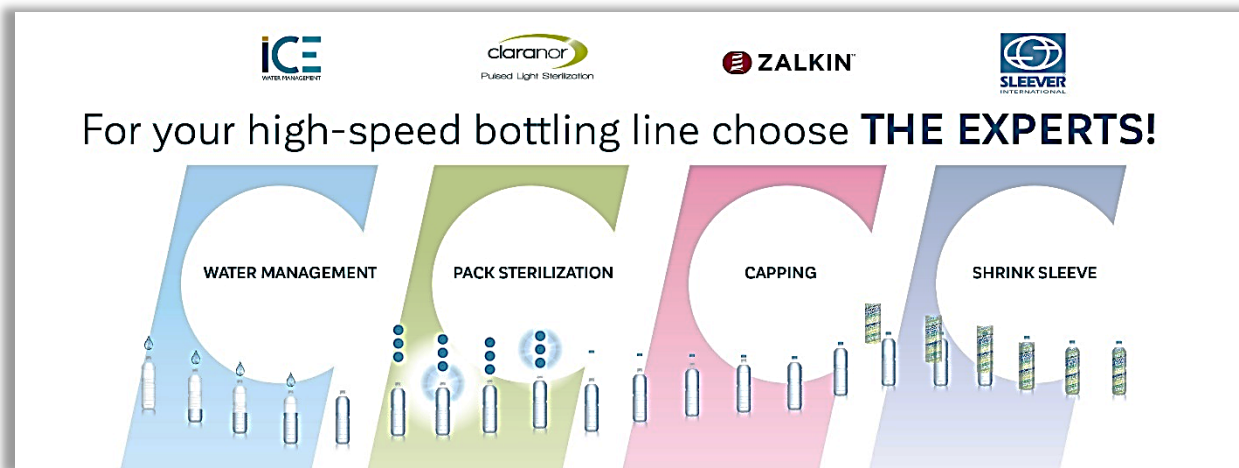 iCE
WATER MANAGEMENT
claranor
Pulsed Light Sterilization
ZALKIN™
SLEEVER
INTERNATIONAL
For your high-speed bottling line choose THE EXPERTS!
WATER MANAGEMENT
PACK STERILIZATION
CAPPING
SHRINK SLEEVE